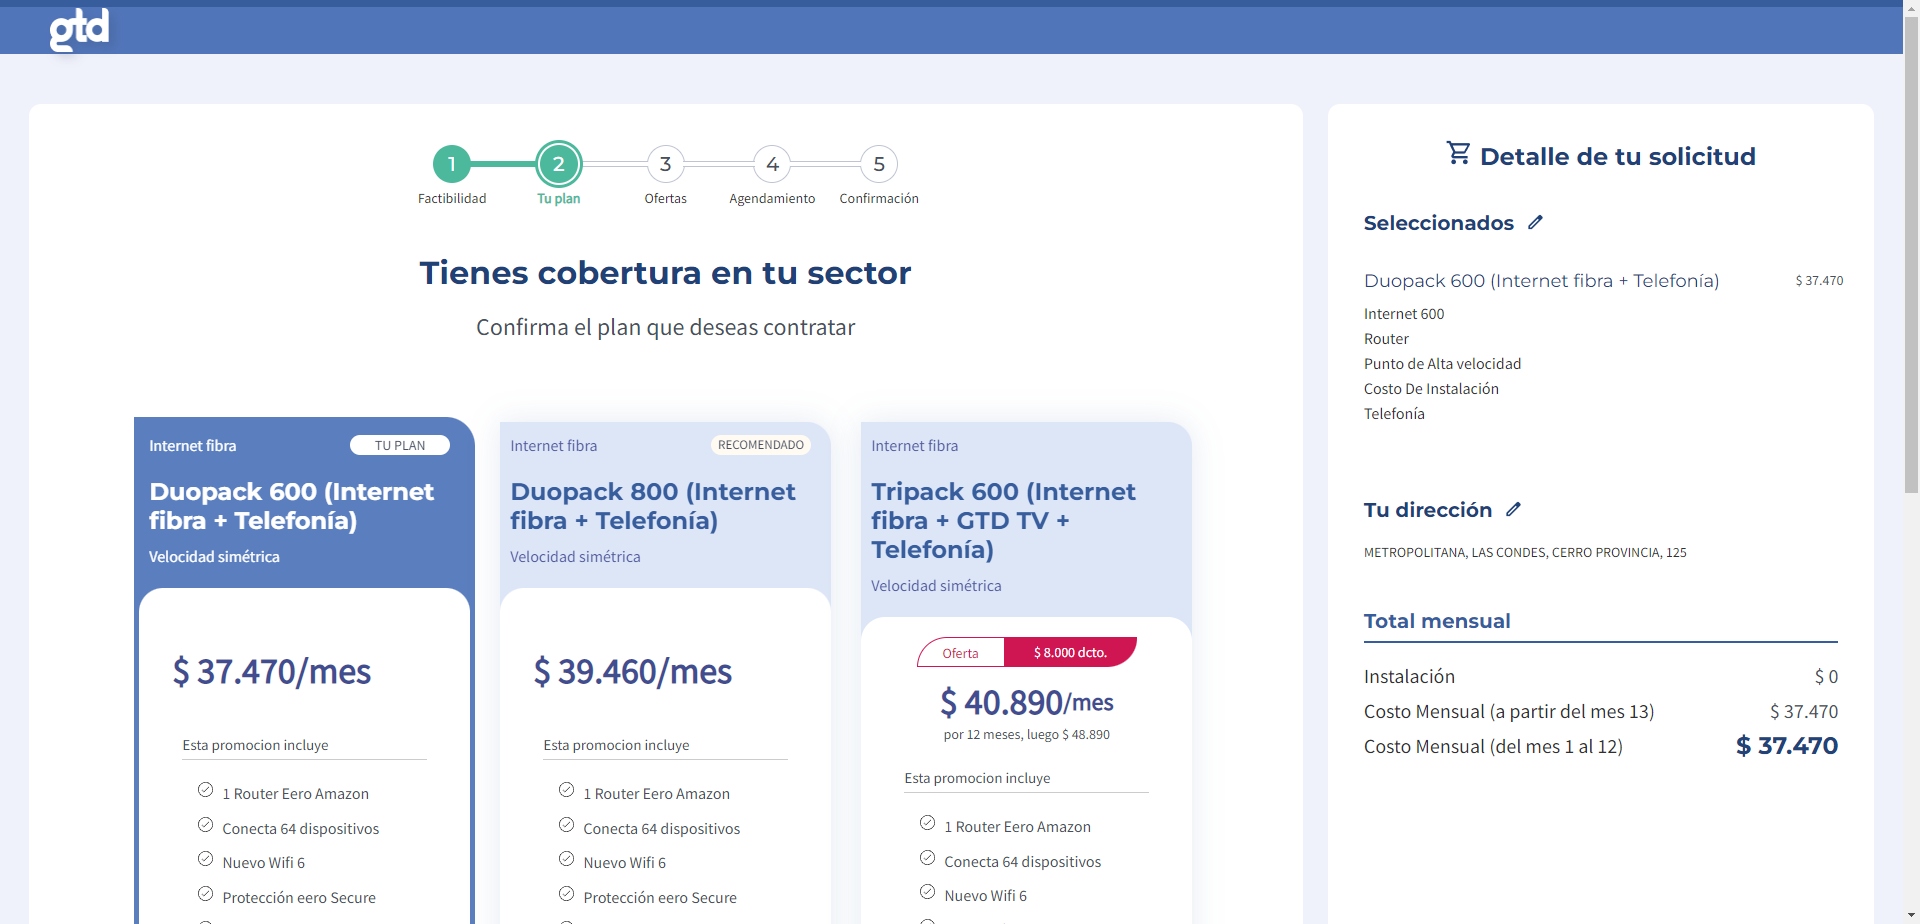 gtd
1
2
3
4
5
Factibilidad
Tu plan
Ofertas
Agendamiento
Confirmación
Tienes cobertura en tu sector
Confirma el plan que deseas contratar
Internet fibra
TU PLAN
Duopack 600 (Internet
fibra + Telefonía)
Velocidad simétrica
$ 37.470/mes
Esta promocion incluye
1 Router Eero Amazon
Conecta 64 dispositivos
Nuevo Wifi 6
Protección eero Secure
Internet fibra
RECOMENDADO
Duopack 800 (Internet
fibra + Telefonía)
Velocidad simétrica
$ 39.460/mes
Esta promocion incluye
1 Router Eero Amazon
Conecta 64 dispositivos
Nuevo Wifi 6
Protección eero Secure
Internet fibra
Tripack 600 (Internet
fibra + GTD TV +
Telefonía)
Velocidad simétrica
Oferta
$ 8.000 dcto.
$ 40.890/mes
por 12 meses, luego $ 48.890
Esta promocion incluye
1 Router Eero Amazon
Conecta 64 dispositivos
Nuevo Wifi 6
Detalle de tu solicitud
Seleccionados
Duopack 600 (Internet fibra + Telefonía)
$ 37.470
Internet 600
Router
Punto de Alta velocidad
Costo De Instalación
Telefonía
Tu dirección
METROPOLITANA, LAS CONDES, CERRO PROVINCIA, 125
Total mensual
Instalación
$ 0
Costo Mensual (a partir del mes 13)
$ 37.470
Costo Mensual (del mes 1 al 12)
$ 37.470